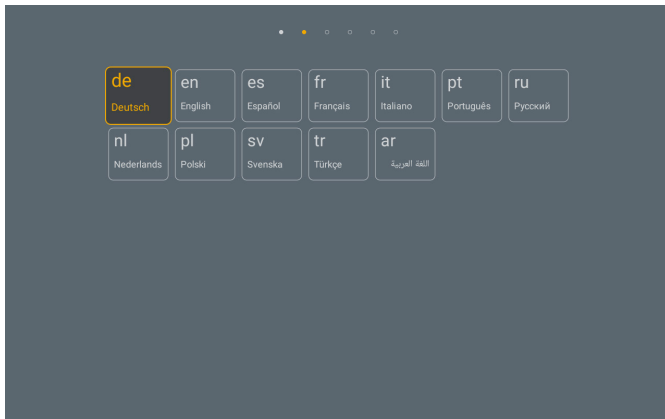 de
Deutsch
en
English
es
Español
fr
Français
it
Italiano
pt
Português
ru
Русский
nl
Nederlands
pl
Polski
sv
Svenska
tr
Türkçe
ar
اللغة العربية